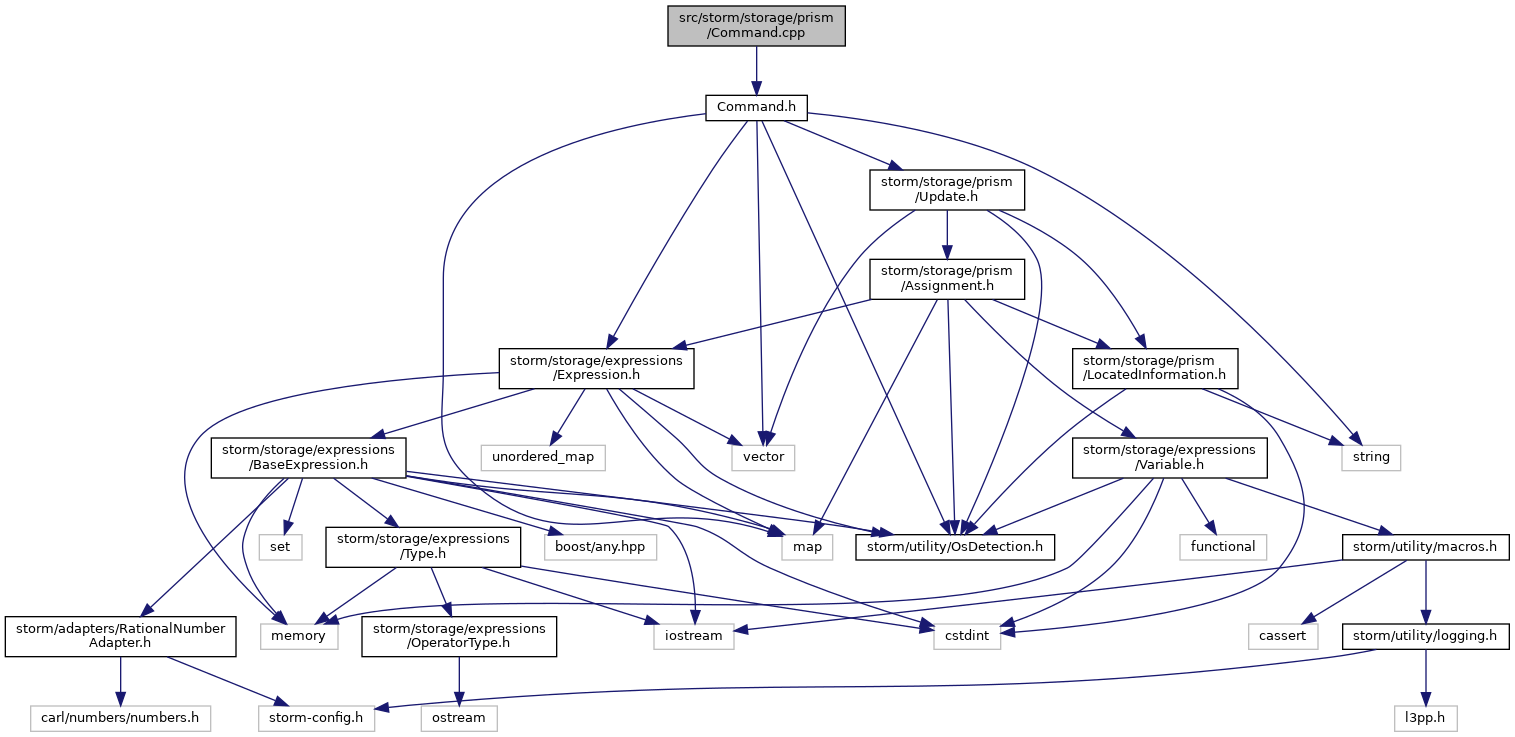 src/storm/storage/prism
/Command.cpp
Command.h
storm/storage/prism
/Update.h
storm/storage/prism
/Assignment.h
storm/storage/expressions
/Expression.h
storm/storage/prism
/LocatedInformation.h
storm/storage/expressions
/BaseExpression.h
unordered_map
vector
storm/storage/expressions
/Variable.h
string
set
storm/storage/expressions
/Type.h
boost/any.hpp
map
storm/utility/OsDetection.h
functional
storm/utility/macros.h
storm/adapters/RationalNumber
Adapter.h
memory
storm/storage/expressions
/OperatorType.h
iostream
cstdint
cassert
storm/utility/logging.h
carl/numbers/numbers.h
storm-config.h
ostream
l3pp.h